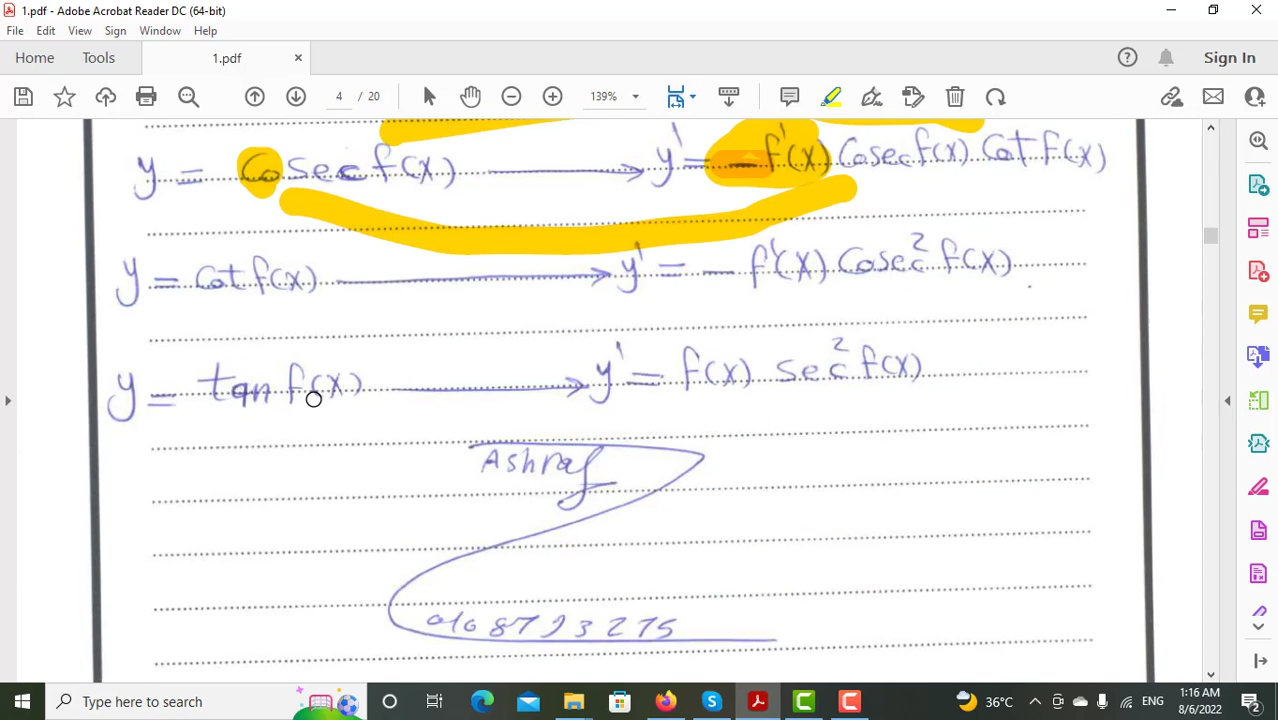 1.pdf - Adobe Acrobat Reader DC (64-bit)
File Edit View Sign Window Help
Home Tools 1.pdf × Sign In
4 / 20 139%
y = Cosec f(x) → y' = - f'(x) Cosec f(x) Cot f(x)
y = Cot f(x) → y' = - f'(x) Cosec² f(x)
y = tan f(x) → y' = f(x) sec² f(x)
Ashraf
Type here to search
36°C ENG 1:16 AM
8/6/2022
2